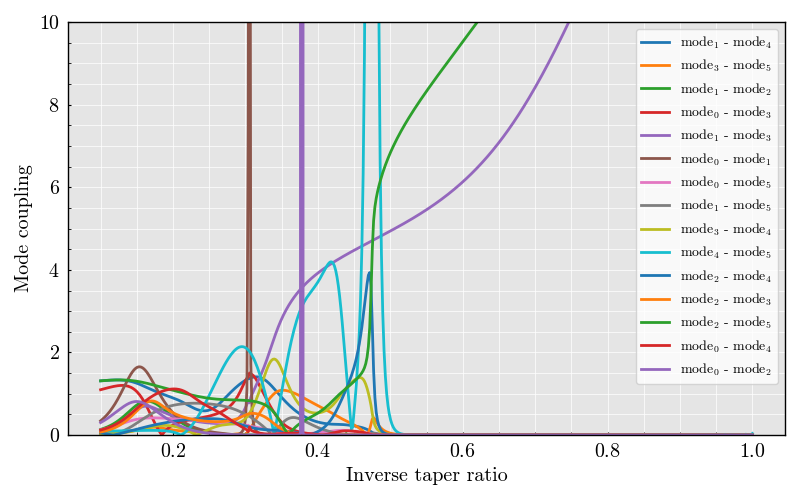 10
8
6
4
2
0
Mode coupling
0.2
0.4
0.6
0.8
1.0
Inverse taper ratio
mode₁ - mode₄
mode₃ - mode₅
mode₁ - mode₂
mode₀ - mode₃
mode₁ - mode₃
mode₀ - mode₁
mode₀ - mode₅
mode₁ - mode₅
mode₃ - mode₄
mode₄ - mode₅
mode₂ - mode₄
mode₂ - mode₃
mode₂ - mode₅
mode₀ - mode₄
mode₀ - mode₂